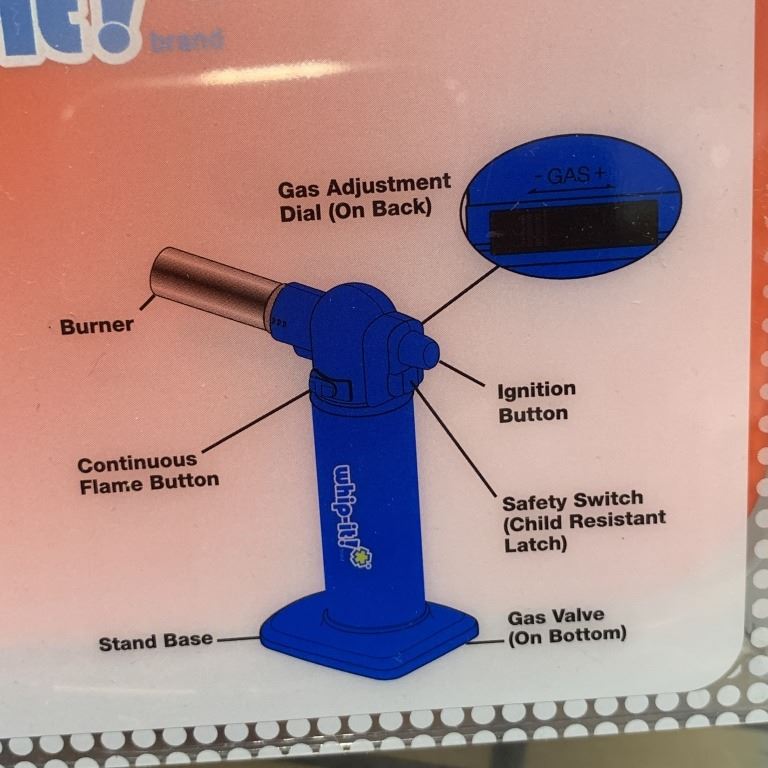 it!
brand
- GAS +
Gas Adjustment
Dial (On Back)
Burner
Ignition
Button
Continuous
Flame Button
whip-it!
Safety Switch
(Child Resistant
Latch)
Stand Base
Gas Valve
(On Bottom)